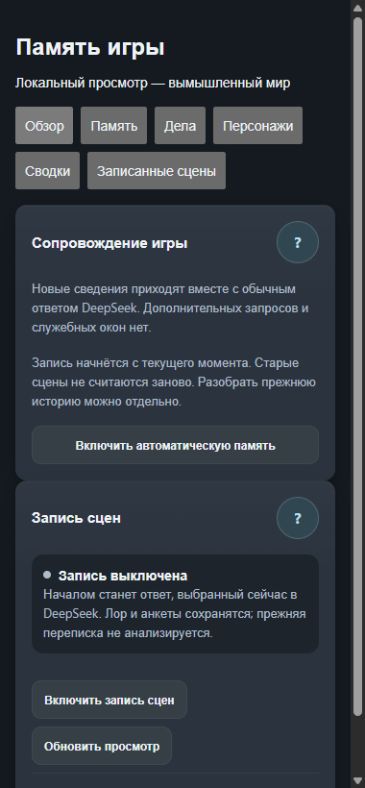 Память игры
Локальный просмотр — вымышленный мир
Обзор Память Дела Персонажи
Сводки Записанные сцены
Сопровождение игры ?
Новые сведения приходят вместе с обычным
ответом DeepSeek. Дополнительных запросов и
служебных окон нет.
Запись начнётся с текущего момента. Старые
сцены не считаются заново. Разобрать прежнюю
историю можно отдельно.
Включить автоматическую память
Запись сцен ?
Запись выключена
Началом станет ответ, выбранный сейчас в
DeepSeek. Лор и анкеты сохранятся; прежняя
переписка не анализируется.
Включить запись сцен
Обновить просмотр